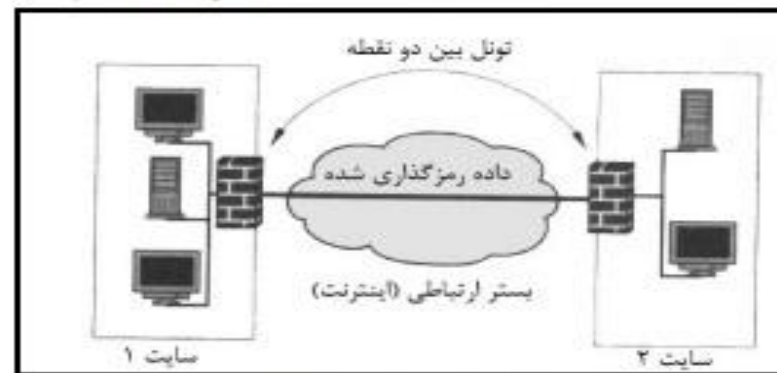 تونل بین دو نقطه
داده رمزگذاری شده
بستر ارتباطی (اینترنت)
سایت ۱
سایت ۲